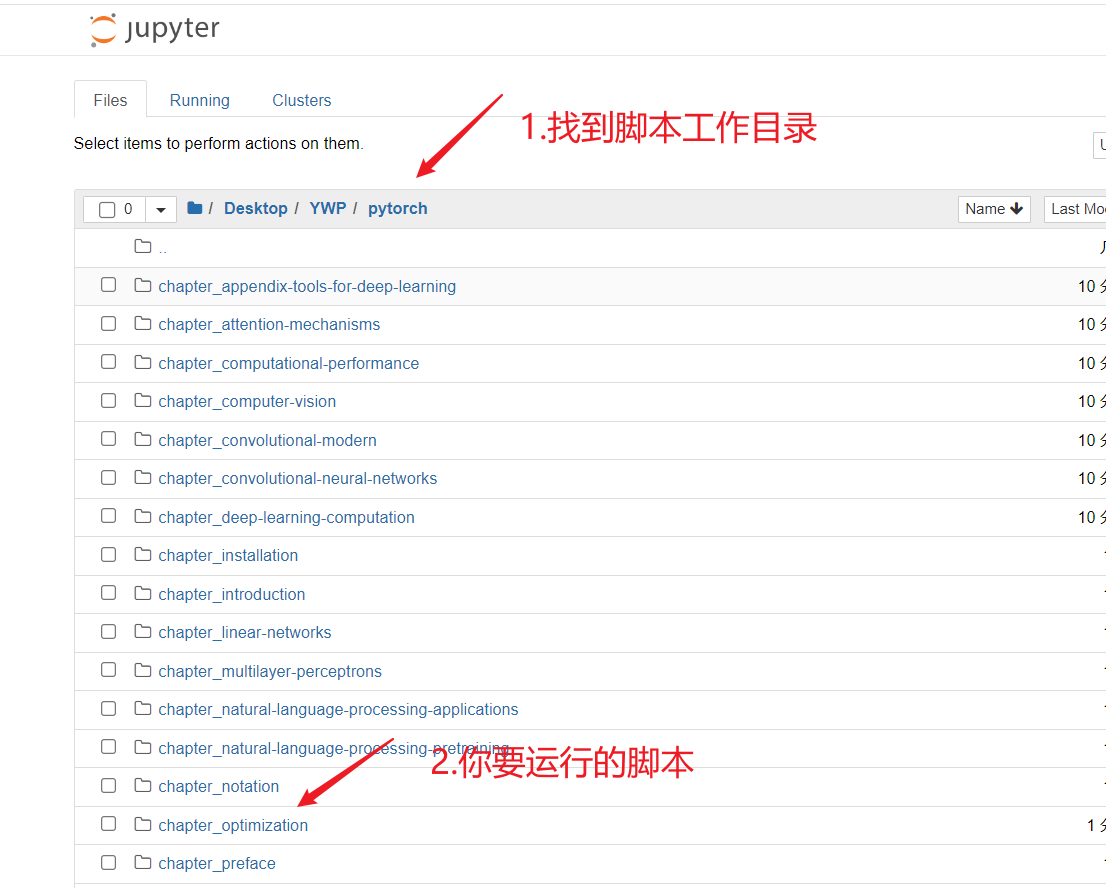 jupyter
Files Running Clusters
1.找到脚本工作目录
Select items to perform actions on them.
0 / Desktop / YWP / pytorch Name Last Mo
..
chapter_appendix-tools-for-deep-learning 10
chapter_attention-mechanisms 10
chapter_computational-performance 10
chapter_computer-vision 10
chapter_convolutional-modern 10
chapter_convolutional-neural-networks 10
chapter_deep-learning-computation 10
chapter_installation
chapter_introduction
chapter_linear-networks
chapter_multilayer-perceptrons
chapter_natural-language-processing-applications
chapter_natural-language-processing-pretraining
2.你要运行的脚本
chapter_notation
chapter_optimization 1
chapter_preface